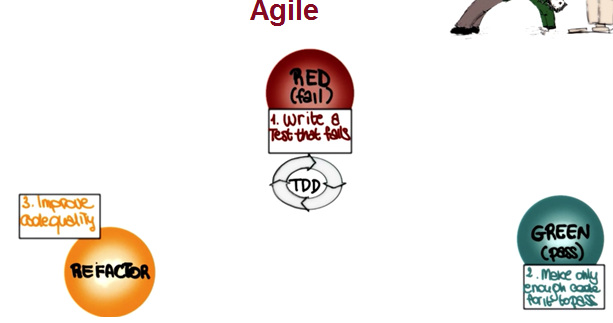 Agile
RED
(fail)
1. Write a
Test that fails
TDD
3. Improve
code quality
REFACTOR
GREEN
(pass)
2. Make only
enough code
for it to pass